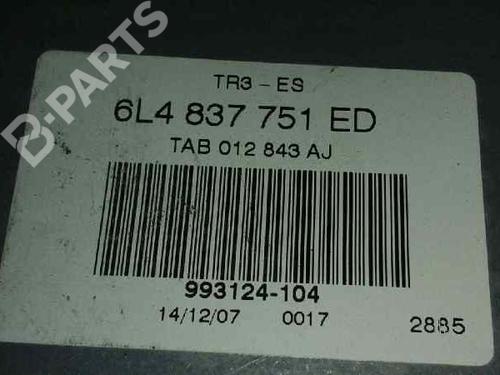 B-PARTS
TR3 - ES
6L4 837 751 ED
TAB 012 843 AJ
993124-104
14/12/07 0017 2885